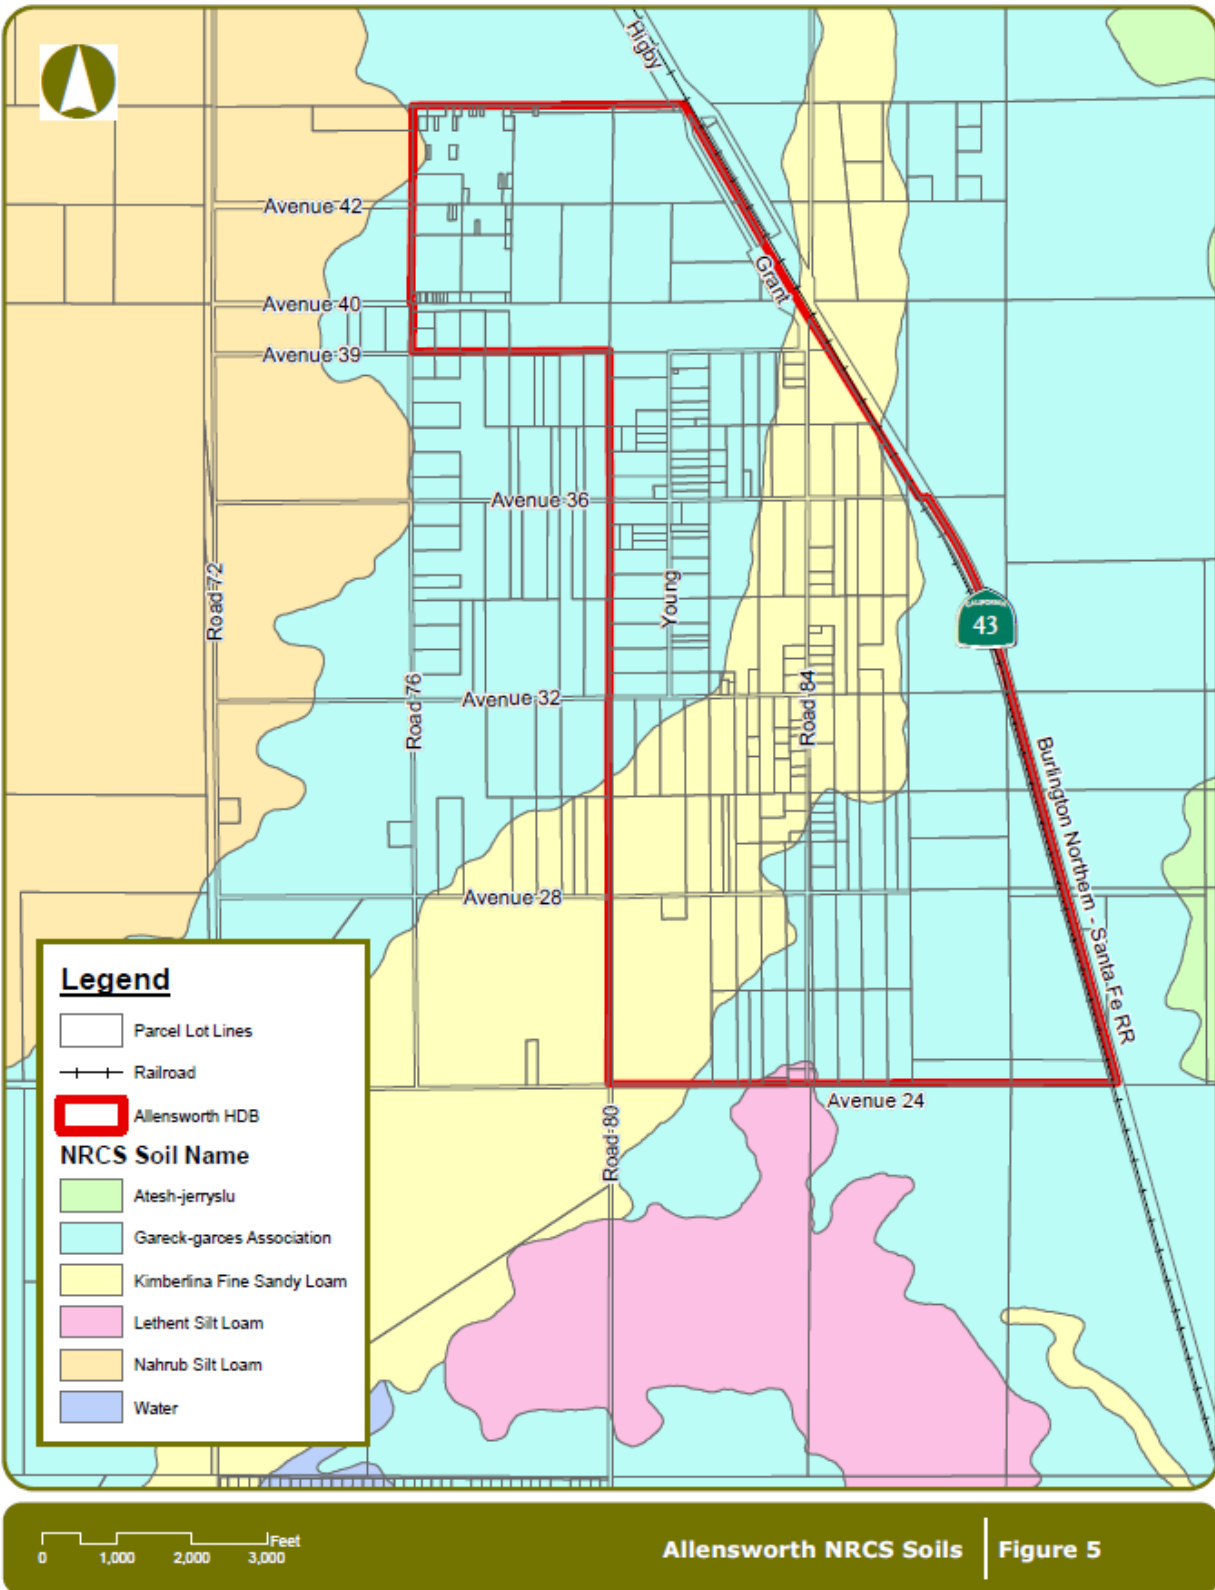 Rigby
Avenue 42
Grant
Avenue 40
Avenue 39
Avenue 36
Road 72
Young
CALIFORNIA
43
Road 76
Avenue 32
Road 84
Burlington Northern - Santa Fe RR
Avenue 28
Avenue 24
Road 80
Legend
Parcel Lot Lines
Railroad
Allensworth HDB
NRCS Soil Name
Atesh-jerryslu
Gareck-garces Association
Kimberlina Fine Sandy Loam
Lethent Silt Loam
Nahrub Silt Loam
Water
Feet
0 1,000 2,000 3,000
Allensworth NRCS Soils Figure 5